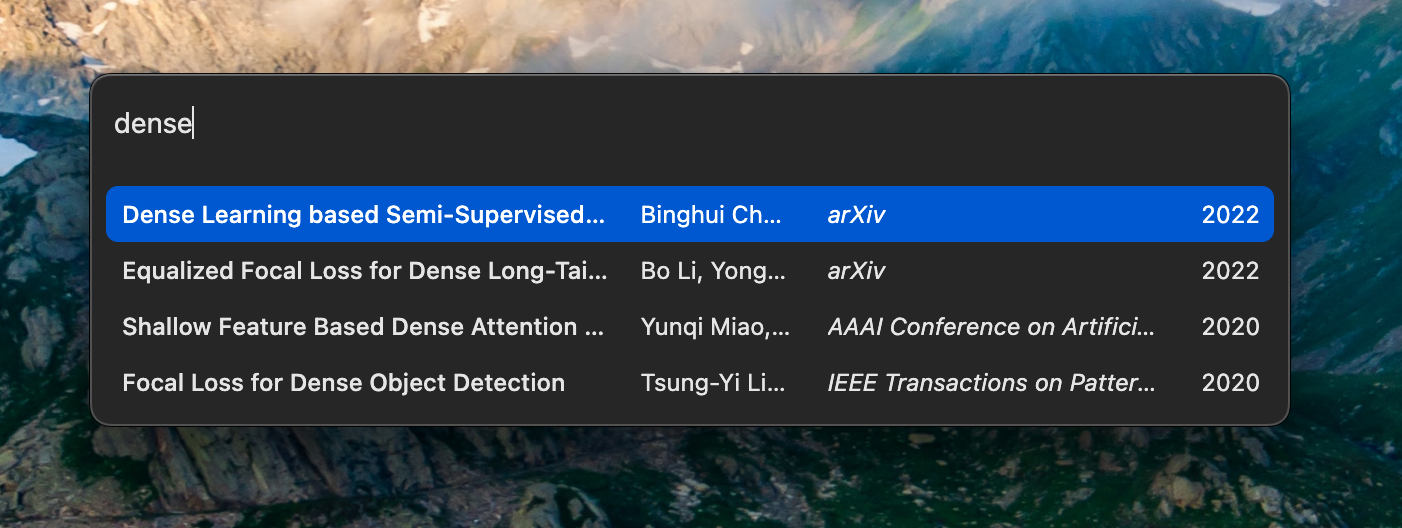 dense
Dense Learning based Semi-Supervised... Binghui Ch... arXiv 2022
Equalized Focal Loss for Dense Long-Tai... Bo Li, Yong... arXiv 2022
Shallow Feature Based Dense Attention ... Yunqi Miao,... AAAI Conference on Artifici... 2020
Focal Loss for Dense Object Detection Tsung-Yi Li... IEEE Transactions on Patter... 2020